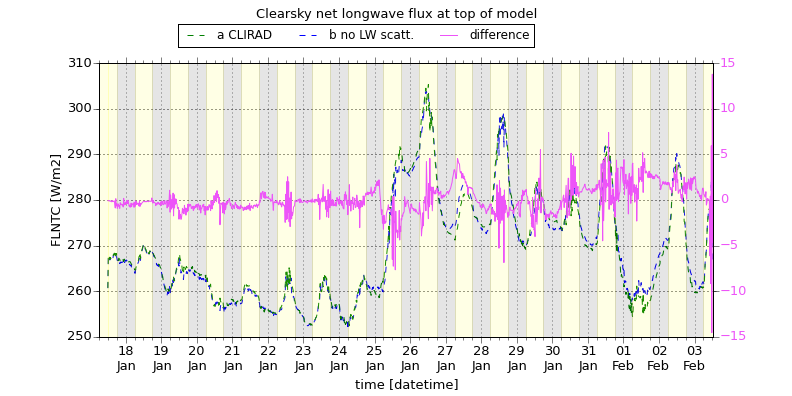 Clearsky net longwave flux at top of model
a CLIRAD b no LW scatt. difference
310
300
290
280
270
260
250
FLNTC [W/m2]
15
10
5
0
−5
−10
−15
18 19 20 21 22 23 24 25 26 27 28 29 30 31 01 02 03
Jan Jan Jan Jan Jan Jan Jan Jan Jan Jan Jan Jan Jan Jan Feb Feb Feb
time [datetime]